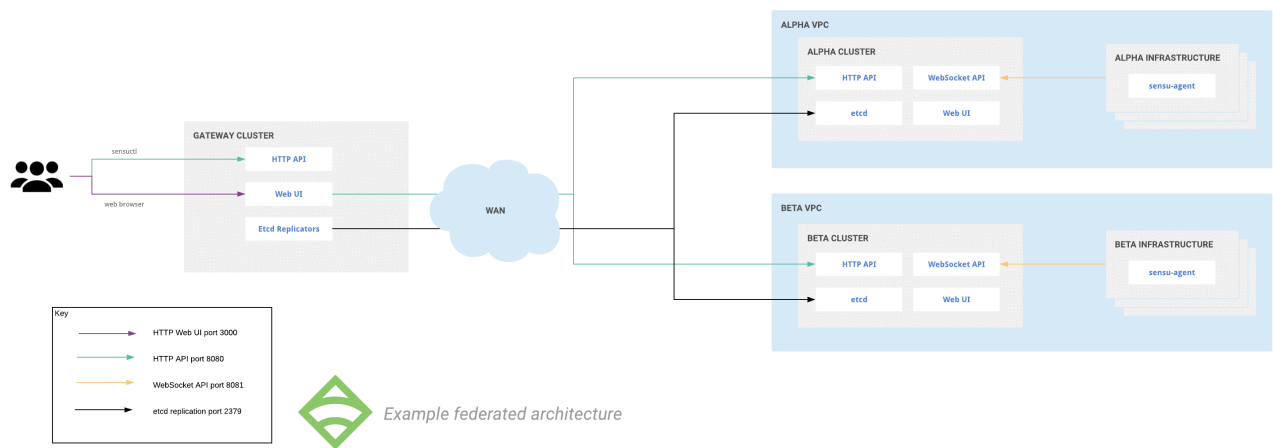 ALPHA VPC
ALPHA CLUSTER
HTTP API
WebSocket API
etcd
Web UI
ALPHA INFRASTRUCTURE
sensu-agent
GATEWAY CLUSTER
sensuctl
HTTP API
web browser
Web UI
Etcd Replicators
WAN
BETA VPC
BETA CLUSTER
HTTP API
WebSocket API
etcd
Web UI
BETA INFRASTRUCTURE
sensu-agent
Key
HTTP Web UI port 3000
HTTP API port 8080
WebSocket API port 8081
etcd replication port 2379
Example federated architecture